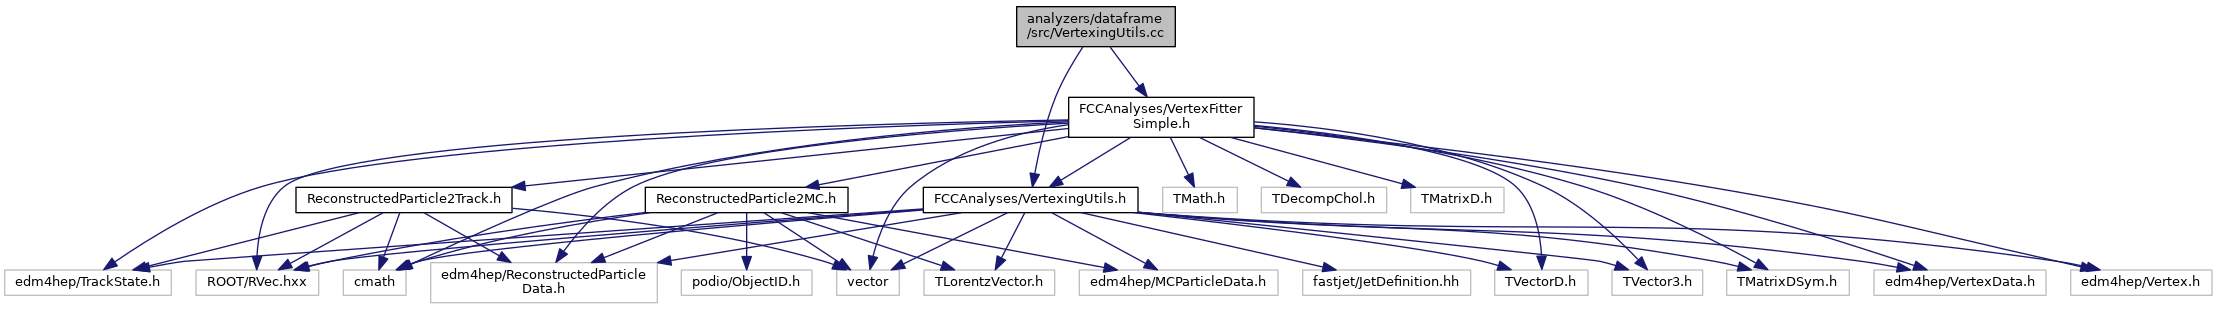 analyzers/dataframe
/src/VertexingUtils.cc
FCCAnalyses/VertexFitter
Simple.h
ReconstructedParticle2Track.h
ReconstructedParticle2MC.h
FCCAnalyses/VertexingUtils.h
TMath.h
TDecompChol.h
TMatrixD.h
edm4hep/TrackState.h
ROOT/RVec.hxx
cmath
edm4hep/ReconstructedParticle
Data.h
podio/ObjectID.h
vector
TLorentzVector.h
edm4hep/MCParticleData.h
fastjet/JetDefinition.hh
TVectorD.h
TVector3.h
TMatrixDSym.h
edm4hep/VertexData.h
edm4hep/Vertex.h